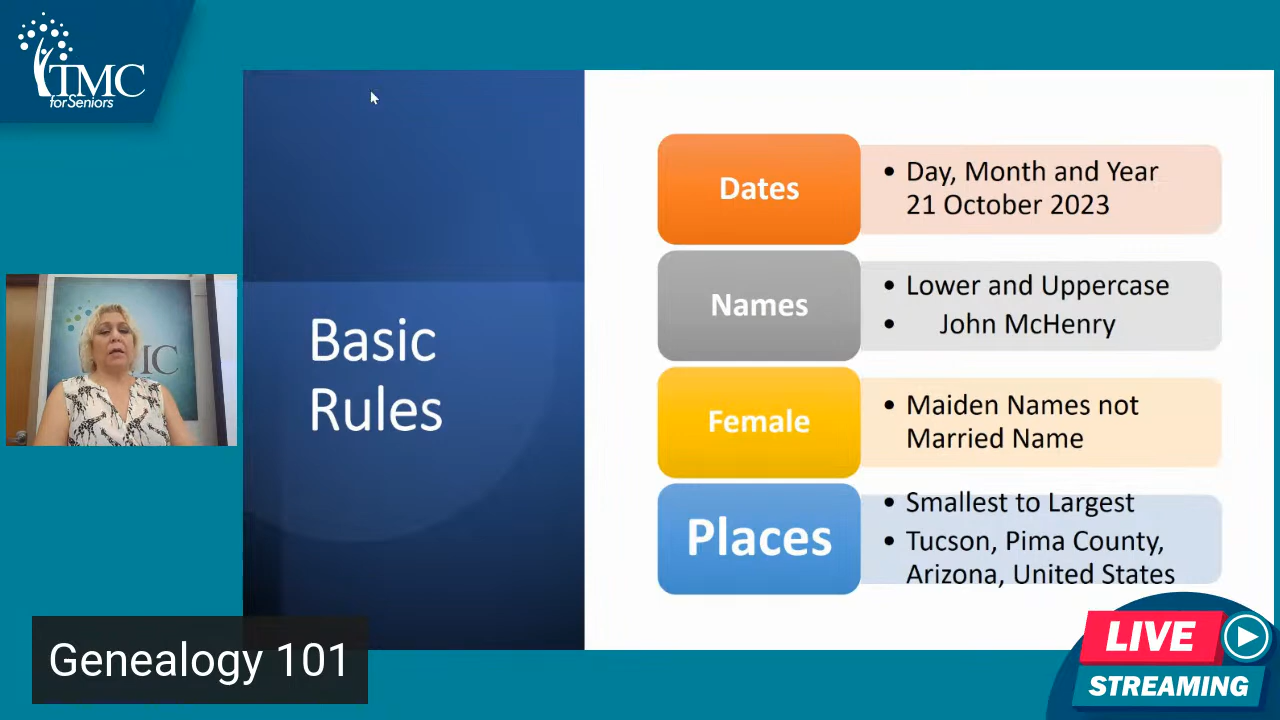 TMC
for Seniors
Basic
Rules
Dates
• Day, Month and Year
21 October 2023
Names
• Lower and Uppercase
• John McHenry
Female
• Maiden Names not
Married Name
Places
• Smallest to Largest
• Tucson, Pima County,
Arizona, United States
IC
Genealogy 101
LIVE
STREAMING